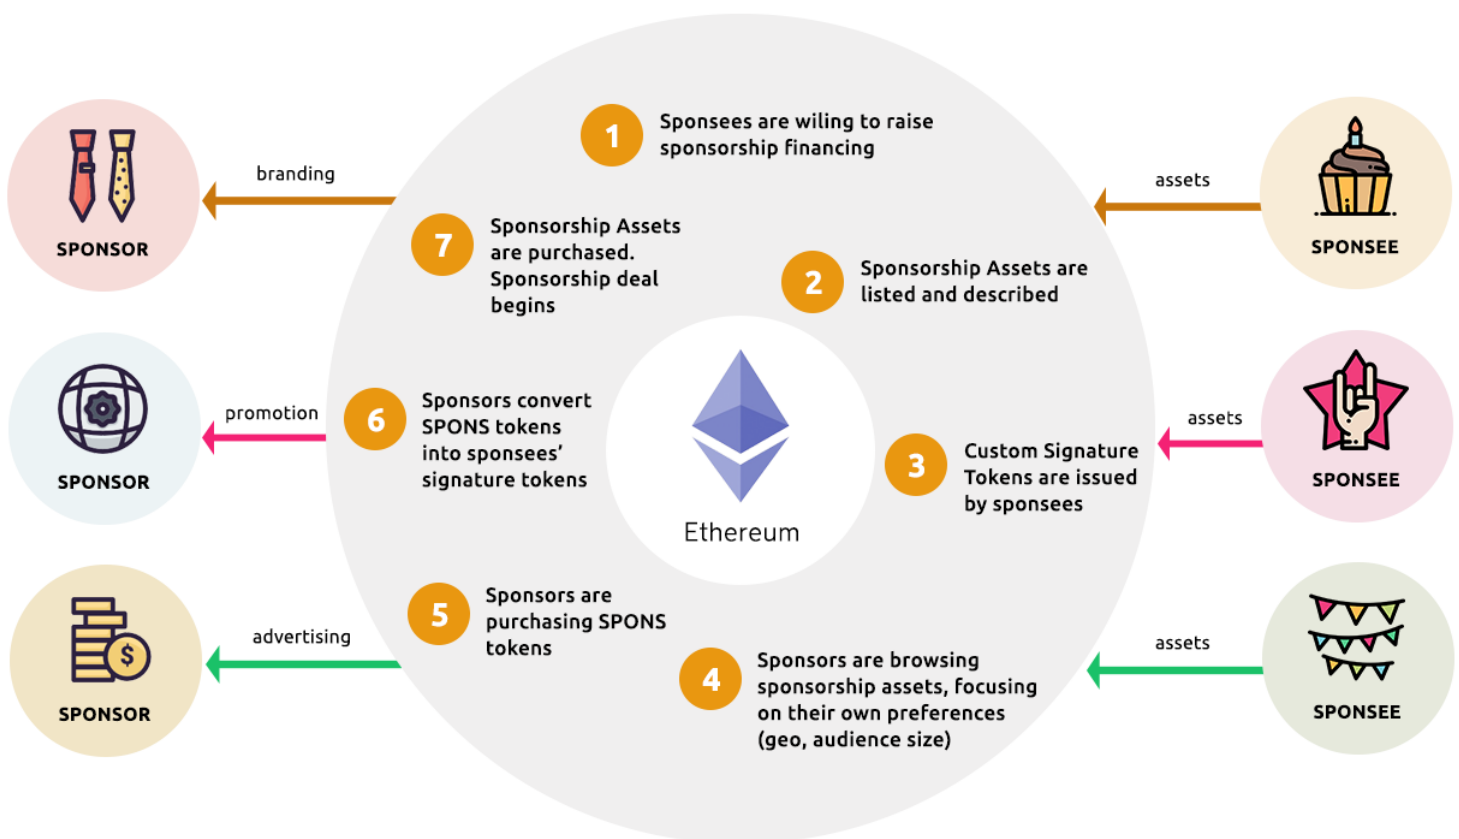 1
Sponsees are wiling to raise
sponsorship financing
branding
SPONSOR
7
Sponsorship Assets
are purchased.
Sponsorship deal
begins
2
Sponsorship Assets are
listed and described
assets
SPONSEE
promotion
SPONSOR
6
Sponsors convert
SPONS tokens
into sponsees’
signature tokens
Ethereum
3
Custom Signature
Tokens are issued
by sponsees
assets
SPONSEE
advertising
$
SPONSOR
5
Sponsors are
purchasing SPONS
tokens
4
Sponsors are browsing
sponsorship assets, focusing
on their own preferences
(geo, audience size)
assets
SPONSEE